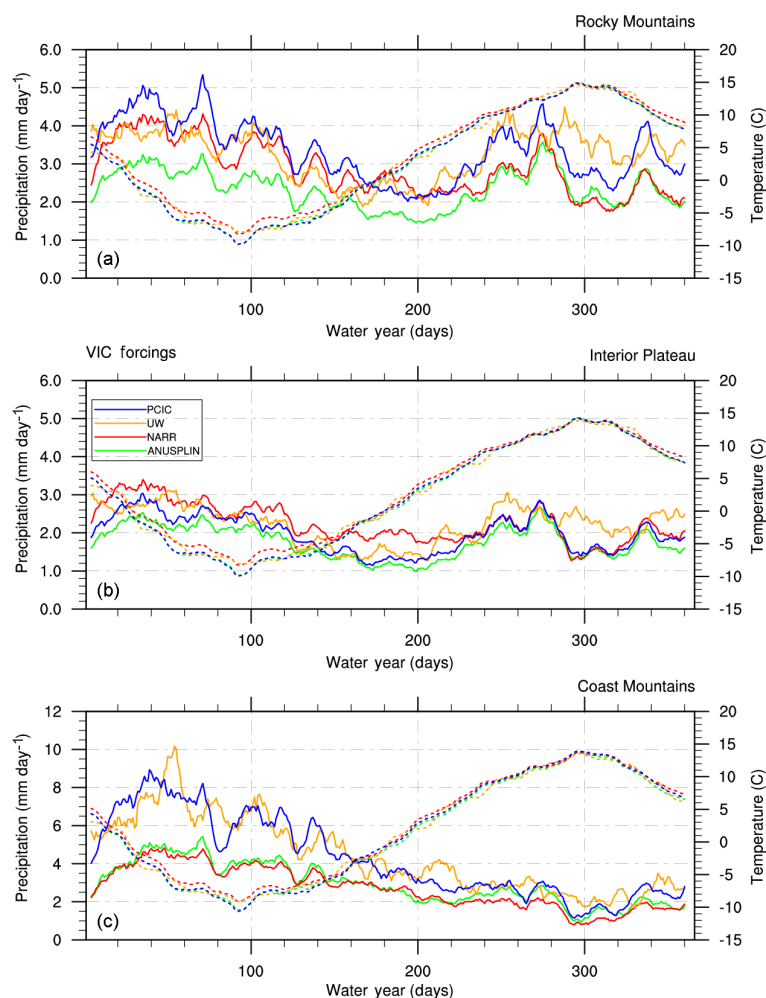 Rocky Mountains
6.0
5.0
4.0
3.0
2.0
1.0
0.0
Precipitation (mm day⁻¹)
(a)
20
15
10
5
0
-5
-10
-15
Temperature (C)
100 200 300
Water year (days)
VIC forcings Interior Plateau
6.0
5.0
4.0
3.0
2.0
1.0
0.0
Precipitation (mm day⁻¹)
PCIC
UW
NARR
ANUSPLIN
(b)
20
15
10
5
0
-5
-10
-15
Temperature (C)
100 200 300
Water year (days)
Coast Mountains
12
10
8
6
4
2
0
Precipitation (mm day⁻¹)
(c)
20
15
10
5
0
-5
-10
-15
Temperature (C)
100 200 300
Water year (days)